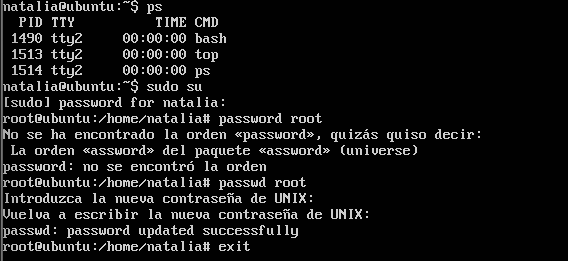 natalia@ubuntu:~$ ps
  PID TTY          TIME CMD
 1490 tty2     00:00:00 bash
 1513 tty2     00:00:00 top
 1514 tty2     00:00:00 ps
natalia@ubuntu:~$ sudo su
[sudo] password for natalia:
root@ubuntu:/home/natalia# password root
No se ha encontrado la orden «password», quizás quiso decir:
 La orden «assword» del paquete «assword» (universe)
password: no se encontró la orden
root@ubuntu:/home/natalia# passwd root
Introduzca la nueva contraseña de UNIX:
Vuelva a escribir la nueva contraseña de UNIX:
passwd: password updated successfully
root@ubuntu:/home/natalia# exit